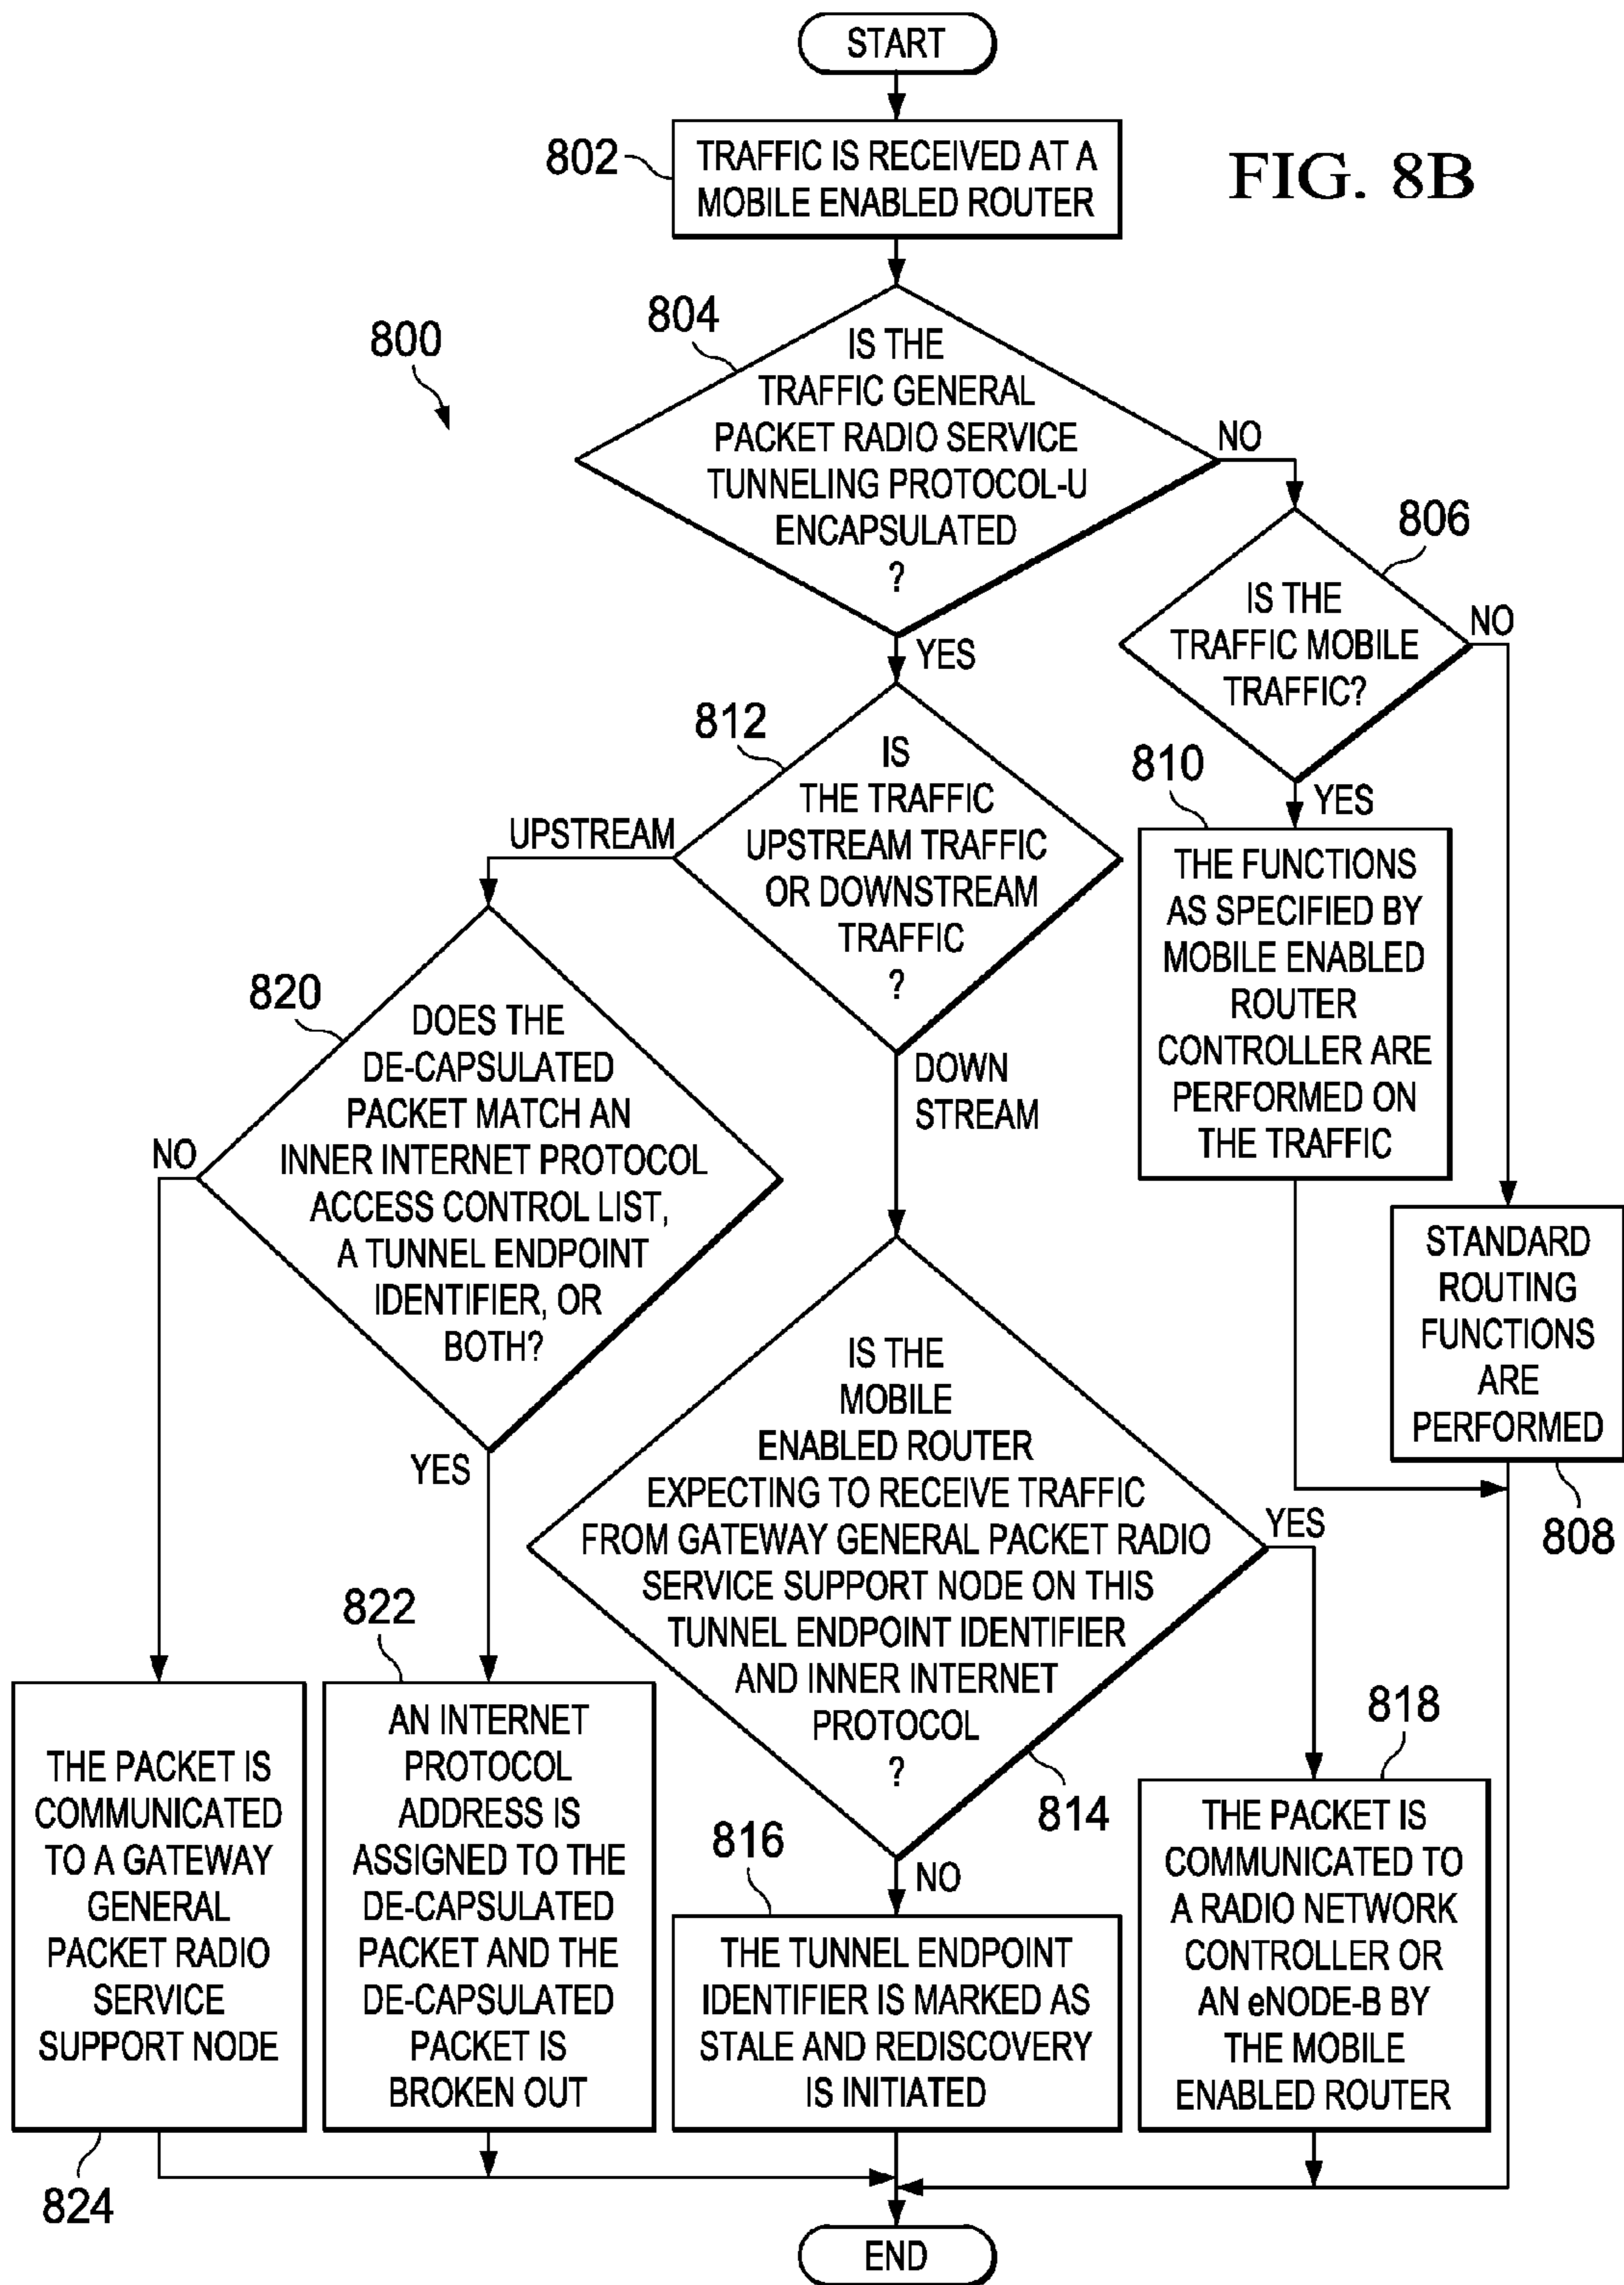 START
802
TRAFFIC IS RECEIVED AT A
MOBILE ENABLED ROUTER
FIG. 8B
800
804
IS THE
TRAFFIC GENERAL
PACKET RADIO SERVICE
TUNNELING PROTOCOL-U
ENCAPSULATED
?
NO
YES
806
IS THE
TRAFFIC MOBILE
TRAFFIC?
NO
YES
812
IS
THE TRAFFIC
UPSTREAM TRAFFIC
OR DOWNSTREAM
TRAFFIC
?
UPSTREAM
DOWN
STREAM
810
THE FUNCTIONS
AS SPECIFIED BY
MOBILE ENABLED
ROUTER
CONTROLLER ARE
PERFORMED ON
THE TRAFFIC
820
DOES THE
DE-CAPSULATED
PACKET MATCH AN
INNER INTERNET PROTOCOL
ACCESS CONTROL LIST,
A TUNNEL ENDPOINT
IDENTIFIER, OR
BOTH?
NO
YES
STANDARD
ROUTING
FUNCTIONS
ARE
PERFORMED
808
IS THE
MOBILE
ENABLED ROUTER
EXPECTING TO RECEIVE TRAFFIC
FROM GATEWAY GENERAL PACKET RADIO
SERVICE SUPPORT NODE ON THIS
TUNNEL ENDPOINT IDENTIFIER
AND INNER INTERNET
PROTOCOL
?
YES
814
NO
THE PACKET IS
COMMUNICATED
TO A GATEWAY
GENERAL
PACKET RADIO
SERVICE
SUPPORT NODE
824
822
AN INTERNET
PROTOCOL
ADDRESS IS
ASSIGNED TO THE
DE-CAPSULATED
PACKET AND THE
DE-CAPSULATED
PACKET IS
BROKEN OUT
816
THE TUNNEL ENDPOINT
IDENTIFIER IS MARKED AS
STALE AND REDISCOVERY
IS INITIATED
818
THE PACKET IS
COMMUNICATED TO
A RADIO NETWORK
CONTROLLER OR
AN eNODE-B BY
THE MOBILE
ENABLED ROUTER
END